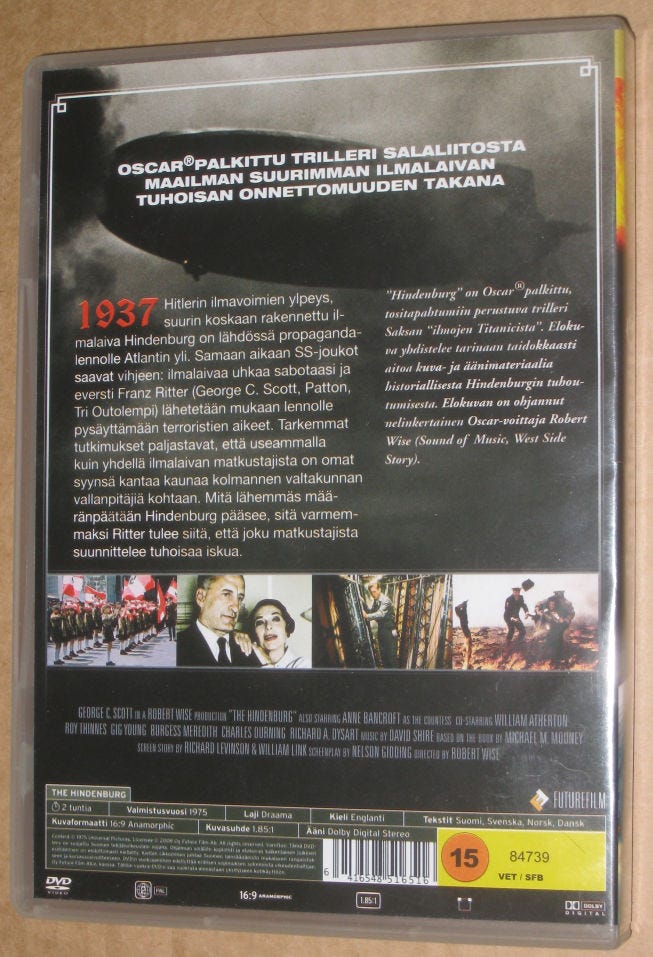 OSCAR®PALKITTU TRILLERI SALALIITOSTA
MAAILMAN SUURIMMAN ILMALAIVAN
TUHOISAN ONNETTOMUUDEN TAKANA
1937 Hitlerin ilmavoimien ylpeys,
suurin koskaan rakennettu il-
malaiva Hindenburg on lähdössä propaganda-
lennolle Atlantin yli. Samaan aikaan SS-joukot
saavat vihjeen: ilmalaivaa uhkaa sabotaasi ja
eversti Franz Ritter (George C. Scott, Patton,
Tri Outolempi) lähetetään mukaan lennolle
pysäyttämään terroristien aikeet. Tarkemmat
tutkimukset paljastavat, että useammalla
kuin yhdellä ilmalaivan matkustajista on omat
syynsä kantaa kaunaa kolmannen valtakunnan
vallanpitäjiä kohtaan. Mitä lähemmäs mää-
ränpäätään Hindenburg pääsee, sitä varmem-
maksi Ritter tulee siitä, että joku matkustajista
suunnittelee tuhoisaa iskua.
"Hindenburg" on Oscar®palkittu,
tositapahtumiin perustuva trilleri
Saksan "ilmojen Titanicista". Eloku-
va yhdistelee tarinaan taidokkaasti
aitoa kuva- ja äänimateriaalia
historiallisesta Hindenburgin tuhou-
tumisesta. Elokuvan on ohjannut
nelinkertainen Oscar-voittaja Robert
Wise (Sound of Music, West Side
Story).
GEORGE C. SCOTT IN A ROBERT WISE PRODUCTION "THE HINDENBURG" ALSO STARRING ANNE BANCROFT AS THE COUNTESS CO-STARRING WILLIAM ATHERTON
ROY THINNES GIG YOUNG BURGESS MEREDITH CHARLES DURNING RICHARD A. DYSART MUSIC BY DAVID SHIRE BASED ON THE BOOK BY MICHAEL M. MOONEY
SCREEN STORY BY RICHARD LEVINSON & WILLIAM LINK SCREENPLAY BY NELSON GIDDING DIRECTED BY ROBERT WISE
FUTUREFILM
THE HINDENBURG
2 tuntia Valmistusvuosi 1975 Laji Draama Kieli Englanti Tekstit Suomi, Svenska, Norsk, Dansk
Kuvaformaatti 16:9 Anamorphic Kuvasuhde 1.85:1 Ääni Dolby Digital Stereo
6 416548 516516
15
84739
VET / SFB
DVD VIDEO
PAL
16:9 ANAMORPHIC
1.85:1
DOLBY DIGITAL